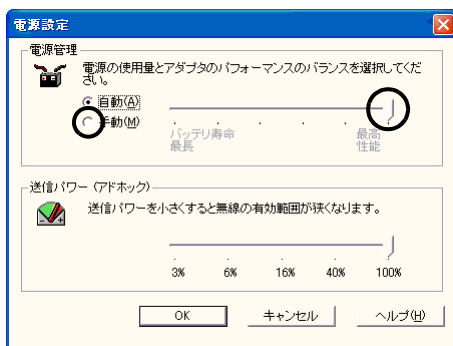 電源設定
電源管理
電源の使用量とアダプタのパフォーマンスのバランスを選択してくだ
さい。
自動(A)
手動(M)
バッテリ寿命
最長
最高
性能
送信パワー (アドホック)
送信パワーを小さくすると無線の有効範囲が狭くなります。
3% 6% 16% 40% 100%
OK キャンセル ヘルプ(H)